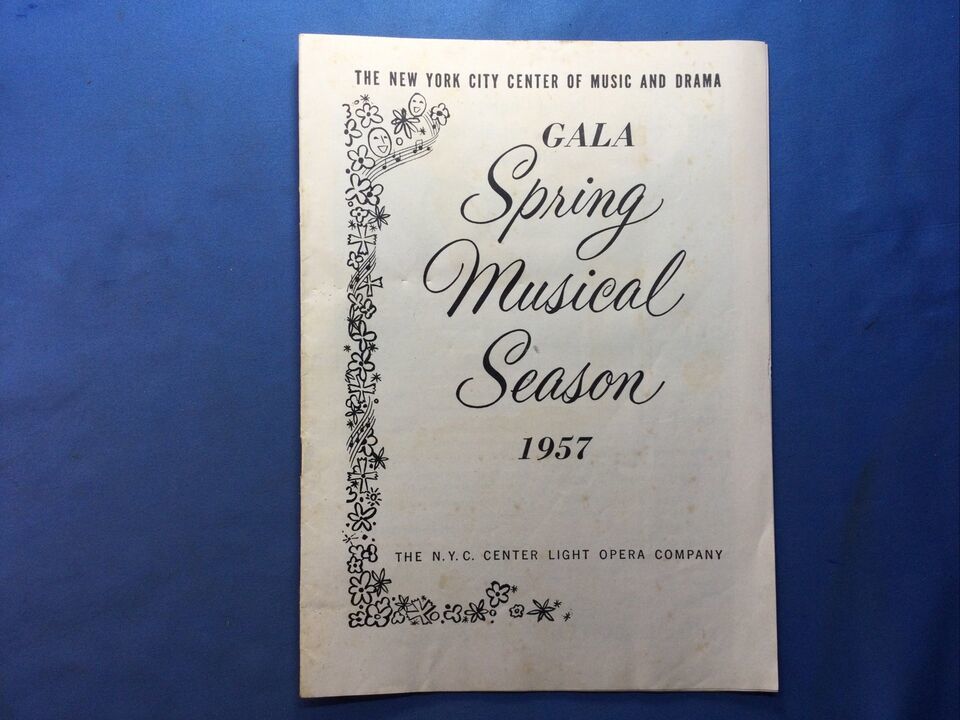 THE NEW YORK CITY CENTER OF MUSIC AND DRAMA
GALA
Spring
Musical
Season
1957
THE N.Y.C. CENTER LIGHT OPERA COMPANY